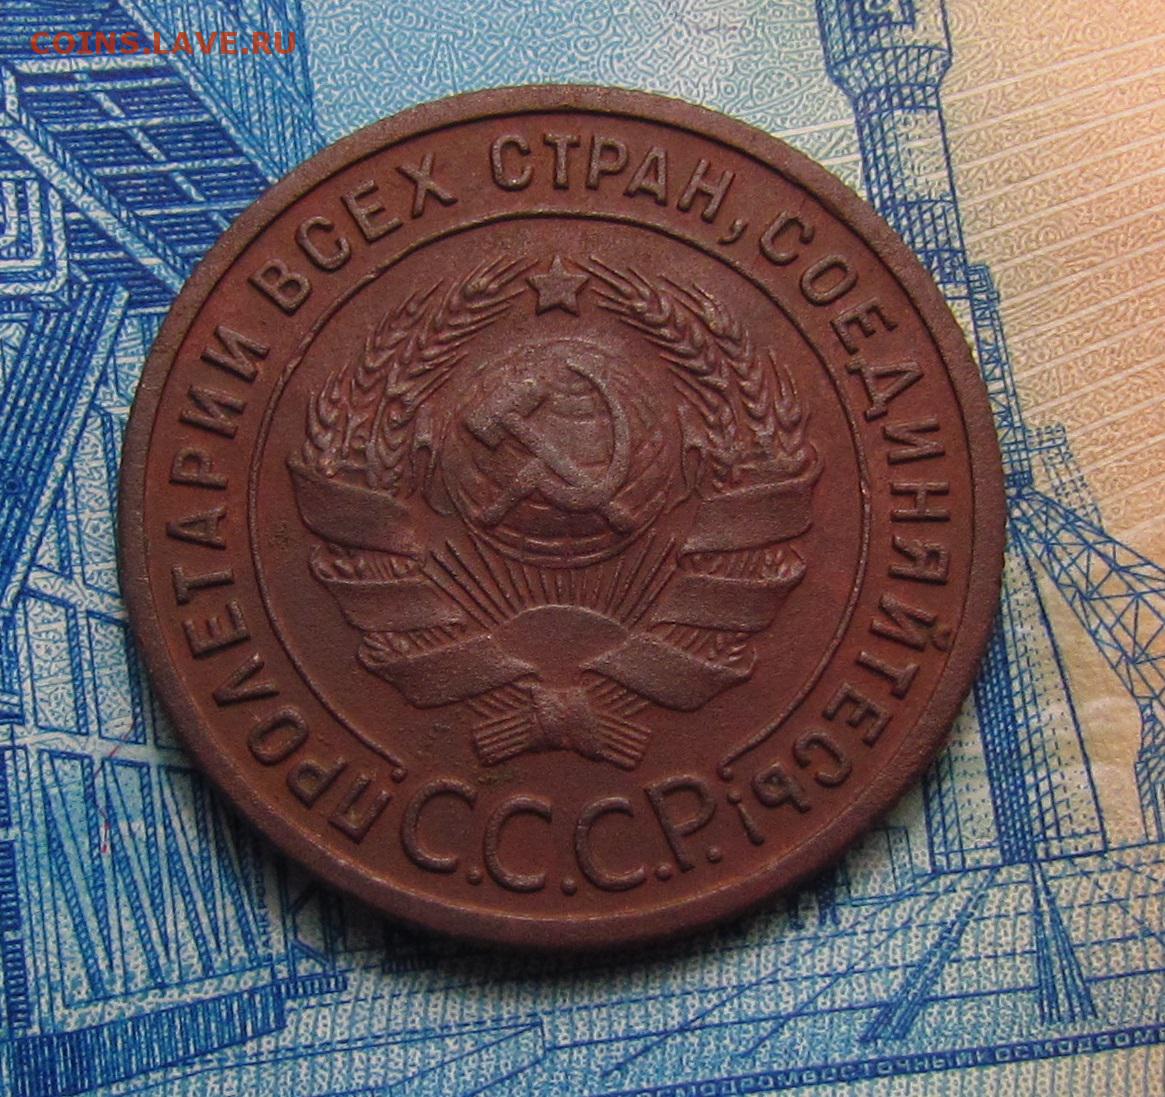 COINS.LAVE.RU
ПРОЛЕТАРИИ ВСЕХ СТРАН, СОЕДИНЯЙТЕСЬ!
С.С.С.Р.